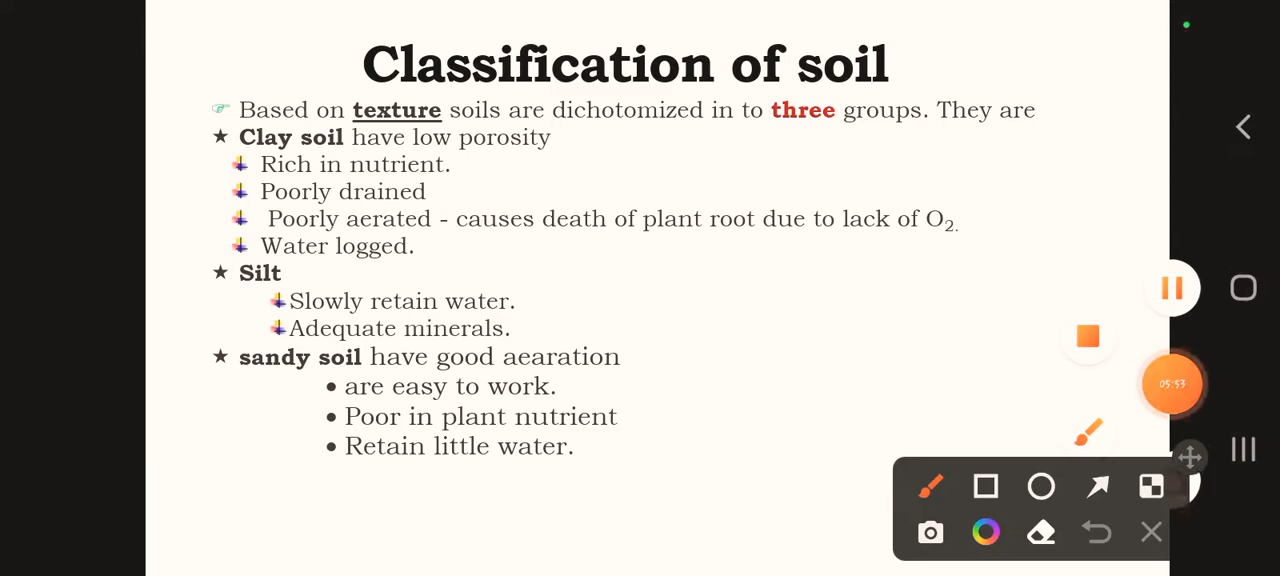 Classification of soil
☞ Based on texture soils are dichotomized in to three groups. They are
★ Clay soil have low porosity
Rich in nutrient.
Poorly drained
Poorly aerated - causes death of plant root due to lack of O₂.
Water logged.
★ Silt
Slowly retain water.
Adequate minerals.
★ sandy soil have good aearation
• are easy to work.
• Poor in plant nutrient
• Retain little water.
05:53